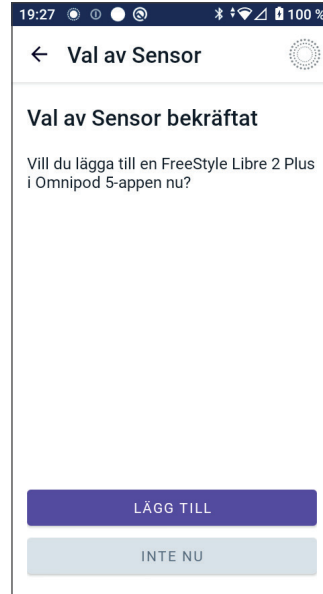 19:27 100 %
Val av Sensor
Val av Sensor bekräftat
Vill du lägga till en FreeStyle Libre 2 Plus
i Omnipod 5-appen nu?
LÄGG TILL
INTE NU